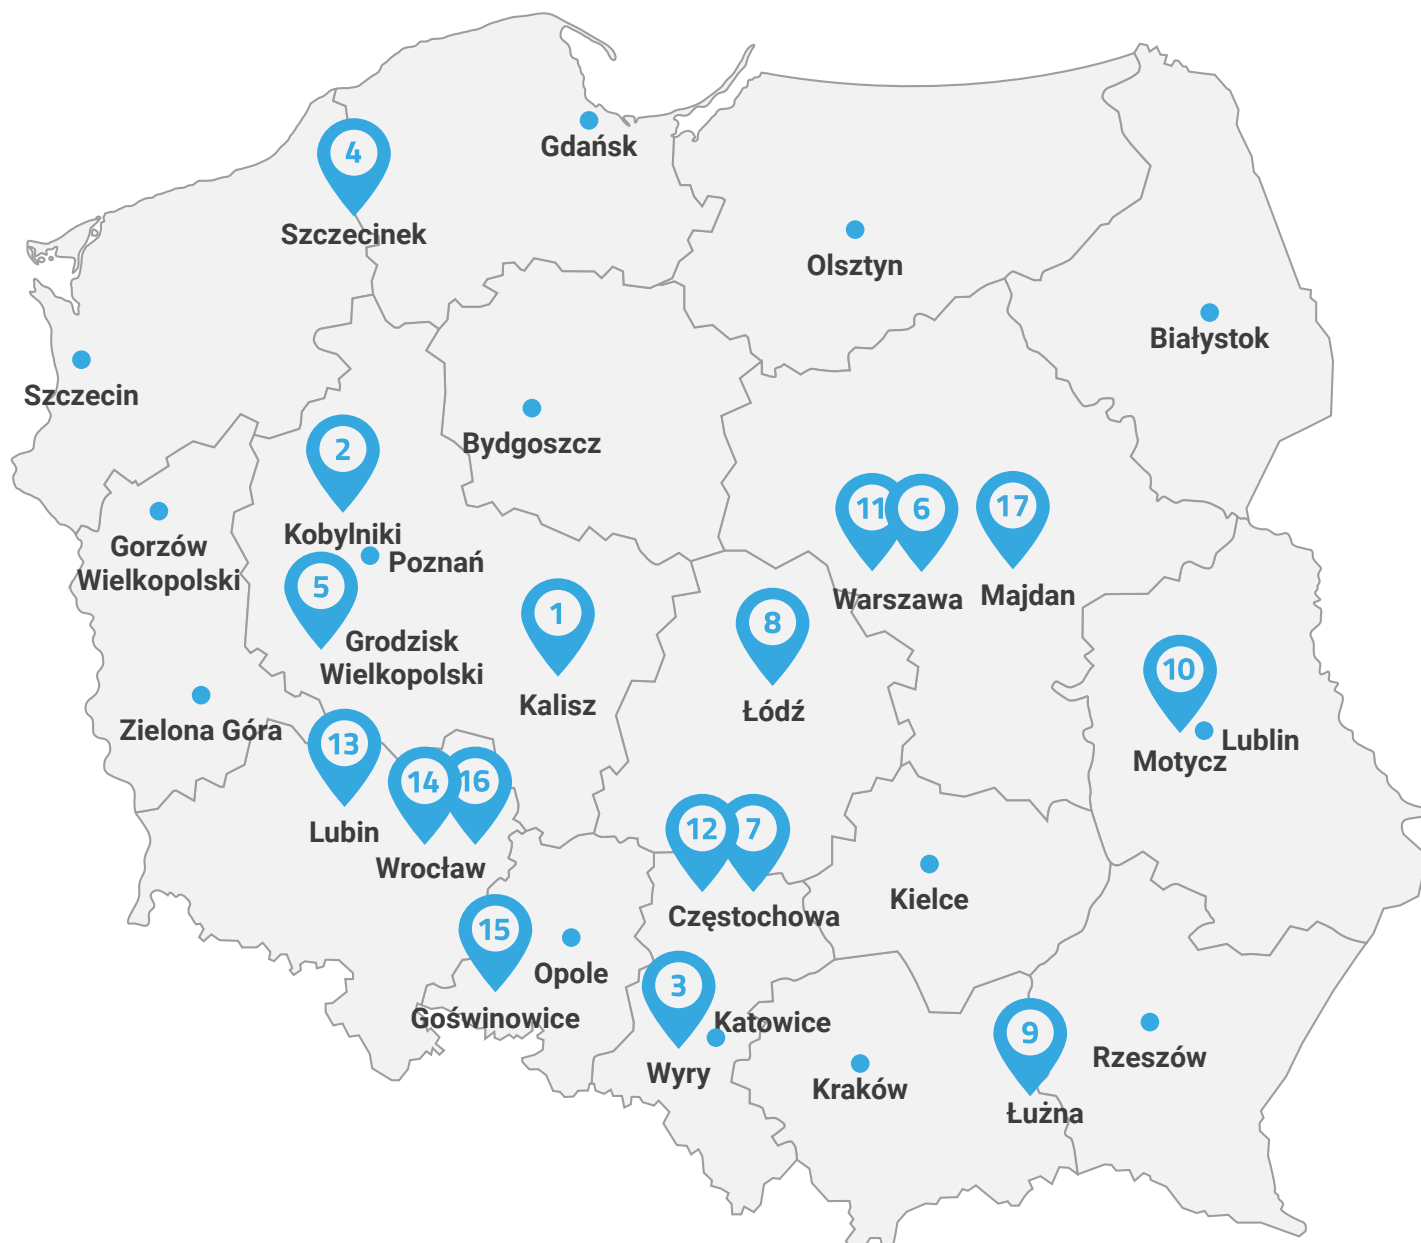 4
Gdańsk
Szczecinek
Olsztyn
Białystok
Szczecin
2
Bydgoszcz
11
6
17
Gorzów
Wielkopolski
Kobylniki
Poznań
5
Warszawa
Majdan
1
8
Grodzisk
Wielkopolski
10
Kalisz
Łódź
Zielona Góra
Lublin
Motycz
13
14
16
Lubin
12
7
Wrocław
Kielce
Częstochowa
15
Opole
3
Goświnowice
Katowice
9
Wyry
Kraków
Rzeszów
Łużna